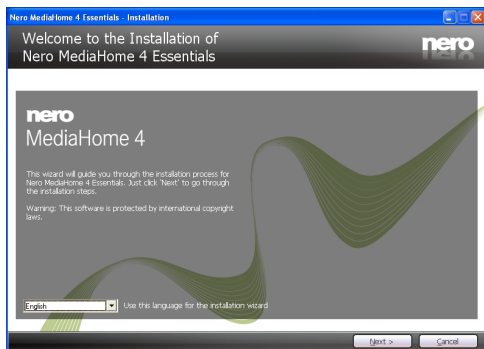 Nero MediaHome 4 Essentials - Installation
Welcome to the Installation of
Nero MediaHome 4 Essentials
nero
nero
MediaHome 4
This wizard will guide you through the installation process for
Nero MediaHome 4 Essentials. Just click 'Next' to go through
the installation steps.
Warning: This software is protected by international copyright
laws.
English Use this language for the installation wizard
Next > Cancel